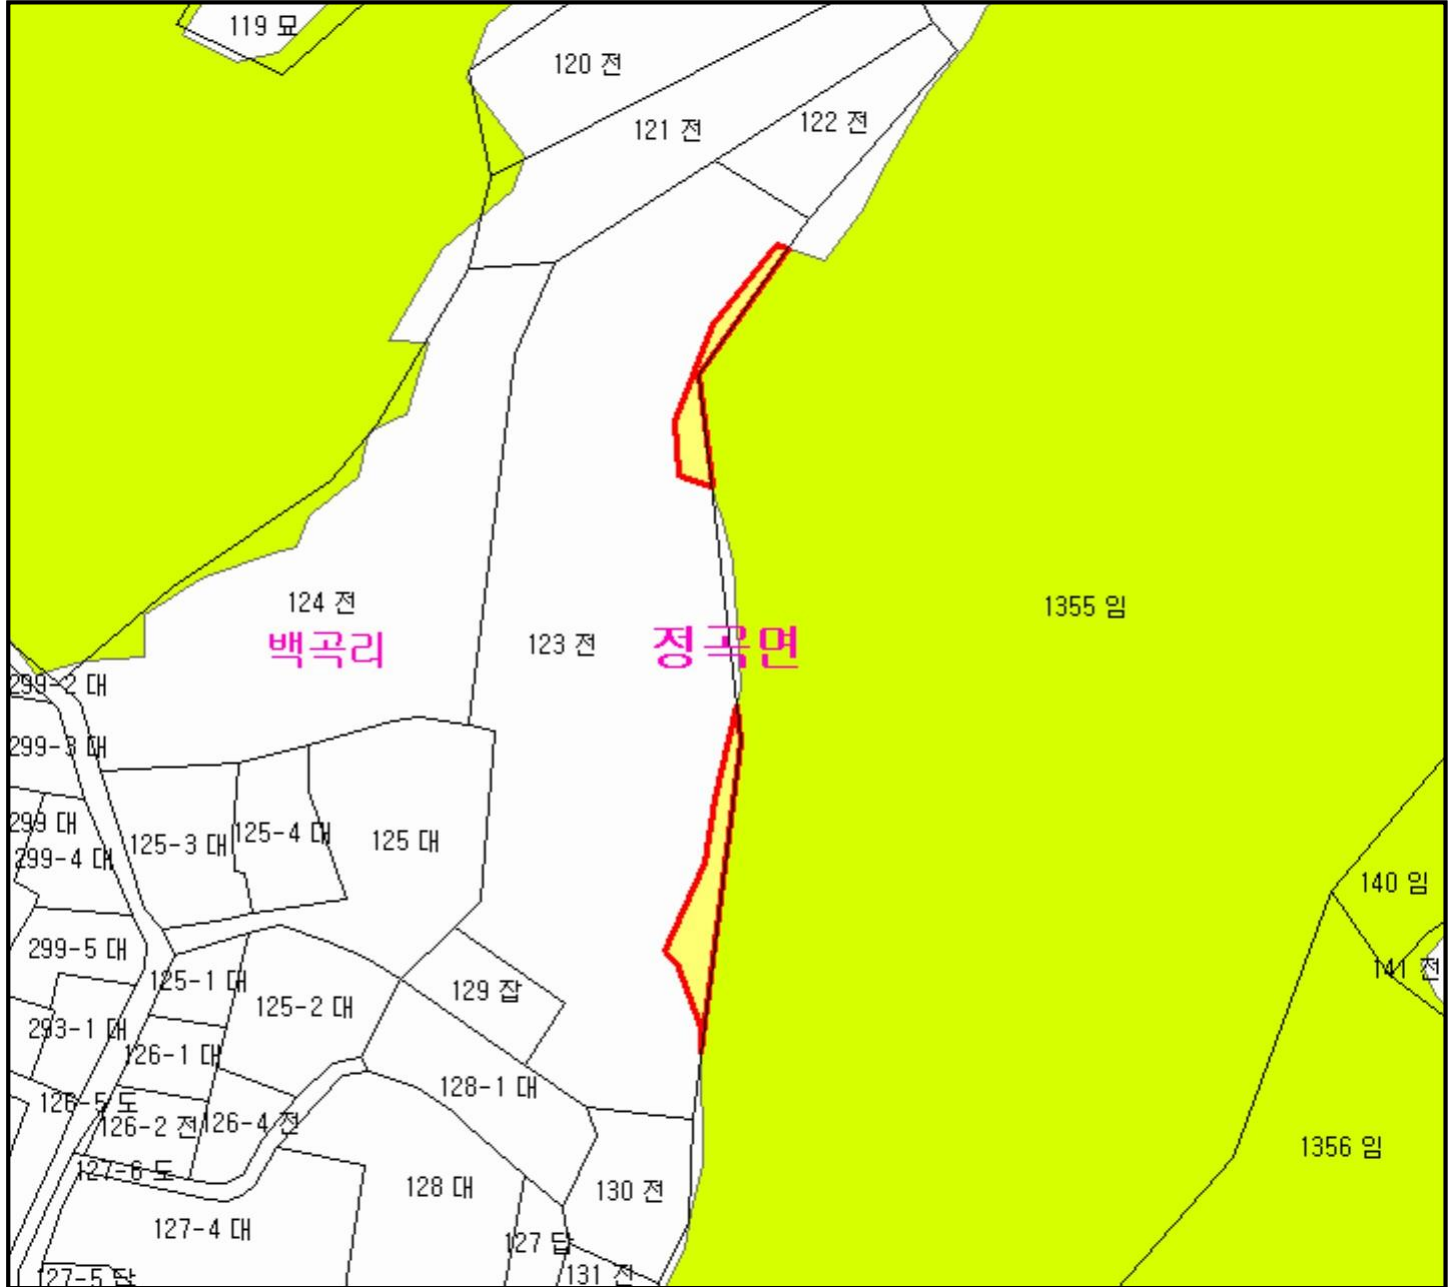 119 묘
120 전
121 전
122 전
124 전
백곡리
123 전
정곡면
1355 임
299-2 대
299-3 대
299 대
299-4 대
125-3 대
125-4 대
125 대
140 임
299-5 대
141 전
125-1 대
125-2 대
129 잡
293-1 대
126-1 대
128-1 대
126-5 도
126-2 전
126-4 전
1356 임
127-6 도
128 대
130 전
127-4 대
127 답
131 전
127-5 답